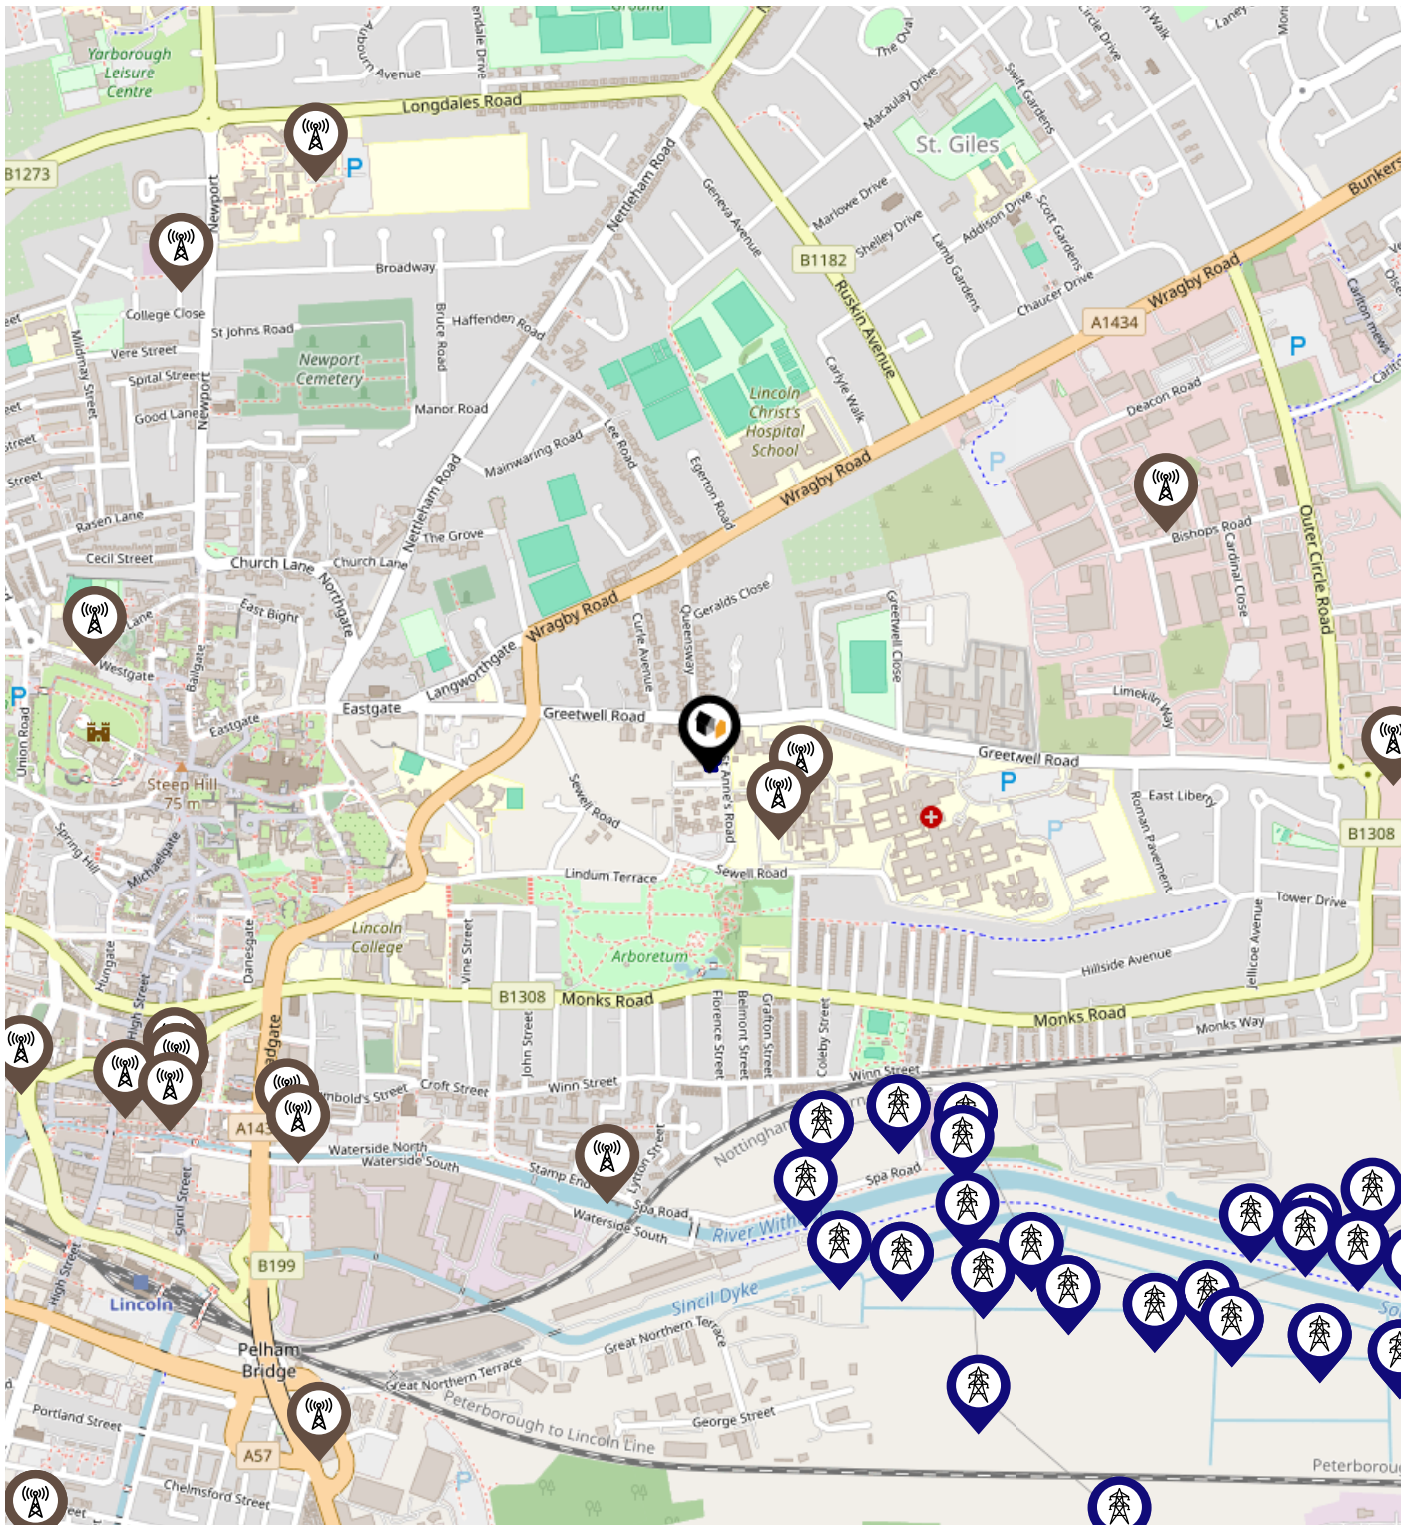 Ground
Yarborough
Leisure
Centre
Aubourn Avenue
The Oval
Circle Drive
Longdales Road
Macaulay Drive
Swift Gardens
St. Giles
P
B1273
Newport
Nettleham Road
Geneva Avenue
Marlowe Drive
Addison Drive
Scott Gardens
Bunkers
Shelley Drive
Lamb Gardens
B1182
Broadway
Chaucer Drive
Wragby Road
Ruskin Avenue
Carlton mews
College Close
St Johns Road
Bruce Road
Haffenden Road
A1434
Mildmay Street
Vere Street
Newport
Cemetery
P
Spital Street
Good Lane
Newport
Manor Road
Carlyle Walk
Lincoln
Christ's
Hospital
School
Deacon Road
Mainwaring Road
Lee Road
Egerton Road
Wragby Road
P
Nettleham Road
Rasen Lane
The Grove
Bishops Road
Cardinal Close
Outer Circle Road
Cecil Street
Church Lane
Church Lane
Northgate
East Bight
Lane
Wragby Road
Curle Avenue
Queensway
Geralds Close
Greetwell Close
Westgate
Bailgate
Langworthgate
P
Union Road
Eastgate
Eastgate
Greetwell Road
Limekiln Way
Greetwell Road
Steep Hill
75 m
Sewell Road
St Anne's Road
P
East Liberty
Roman Pavement
P
B1308
Spring Hill
Michaelgate
Lindum Terrace
Sewell Road
Tower Drive
Lincoln
College
Danesgate
Hungate
Vine Street
Arboretum
Hillside Avenue
Jellicoe Avenue
High Street
B1308
Monks Road
Monks Road
Monks Way
John Street
Florence Street
Belmont Street
Grafton Street
Coleby Street
Croft Street
Winn Street
Winn Street
Waterside North
Waterside South
Stamp End
Lytton Street
Spa Road
Spa Road
Waterside South
River With
Sincil Street
High Street
B199
Lincoln
Sincil Dyke
Great Northern Terrace
Pelham
Bridge
Great Northern Terrace
Peterborough to Lincoln Line
George Street
Portland Street
A57
Chelmsford Street
P
Peterboroug